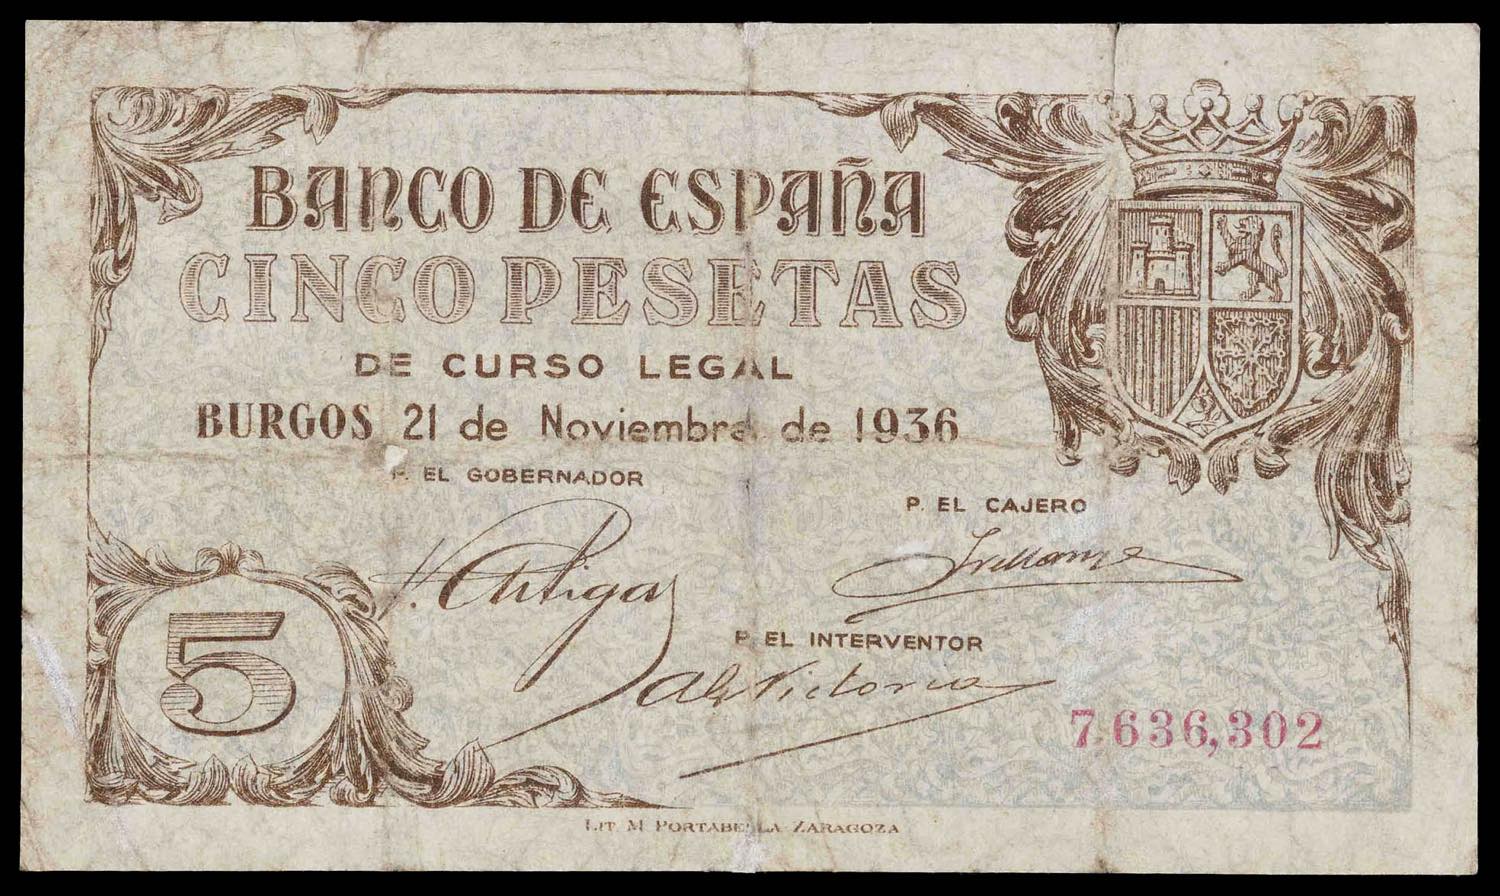 BANCO DE ESPAÑA
CINCO PESETAS
DE CURSO LEGAL
BURGOS 21 de Noviembre de 1936
P. EL GOBERNADOR
P. EL CAJERO
V. Artigas
P. EL INTERVENTOR
5
7.636,302
LIT. M PORTABELLA ZARAGOZA